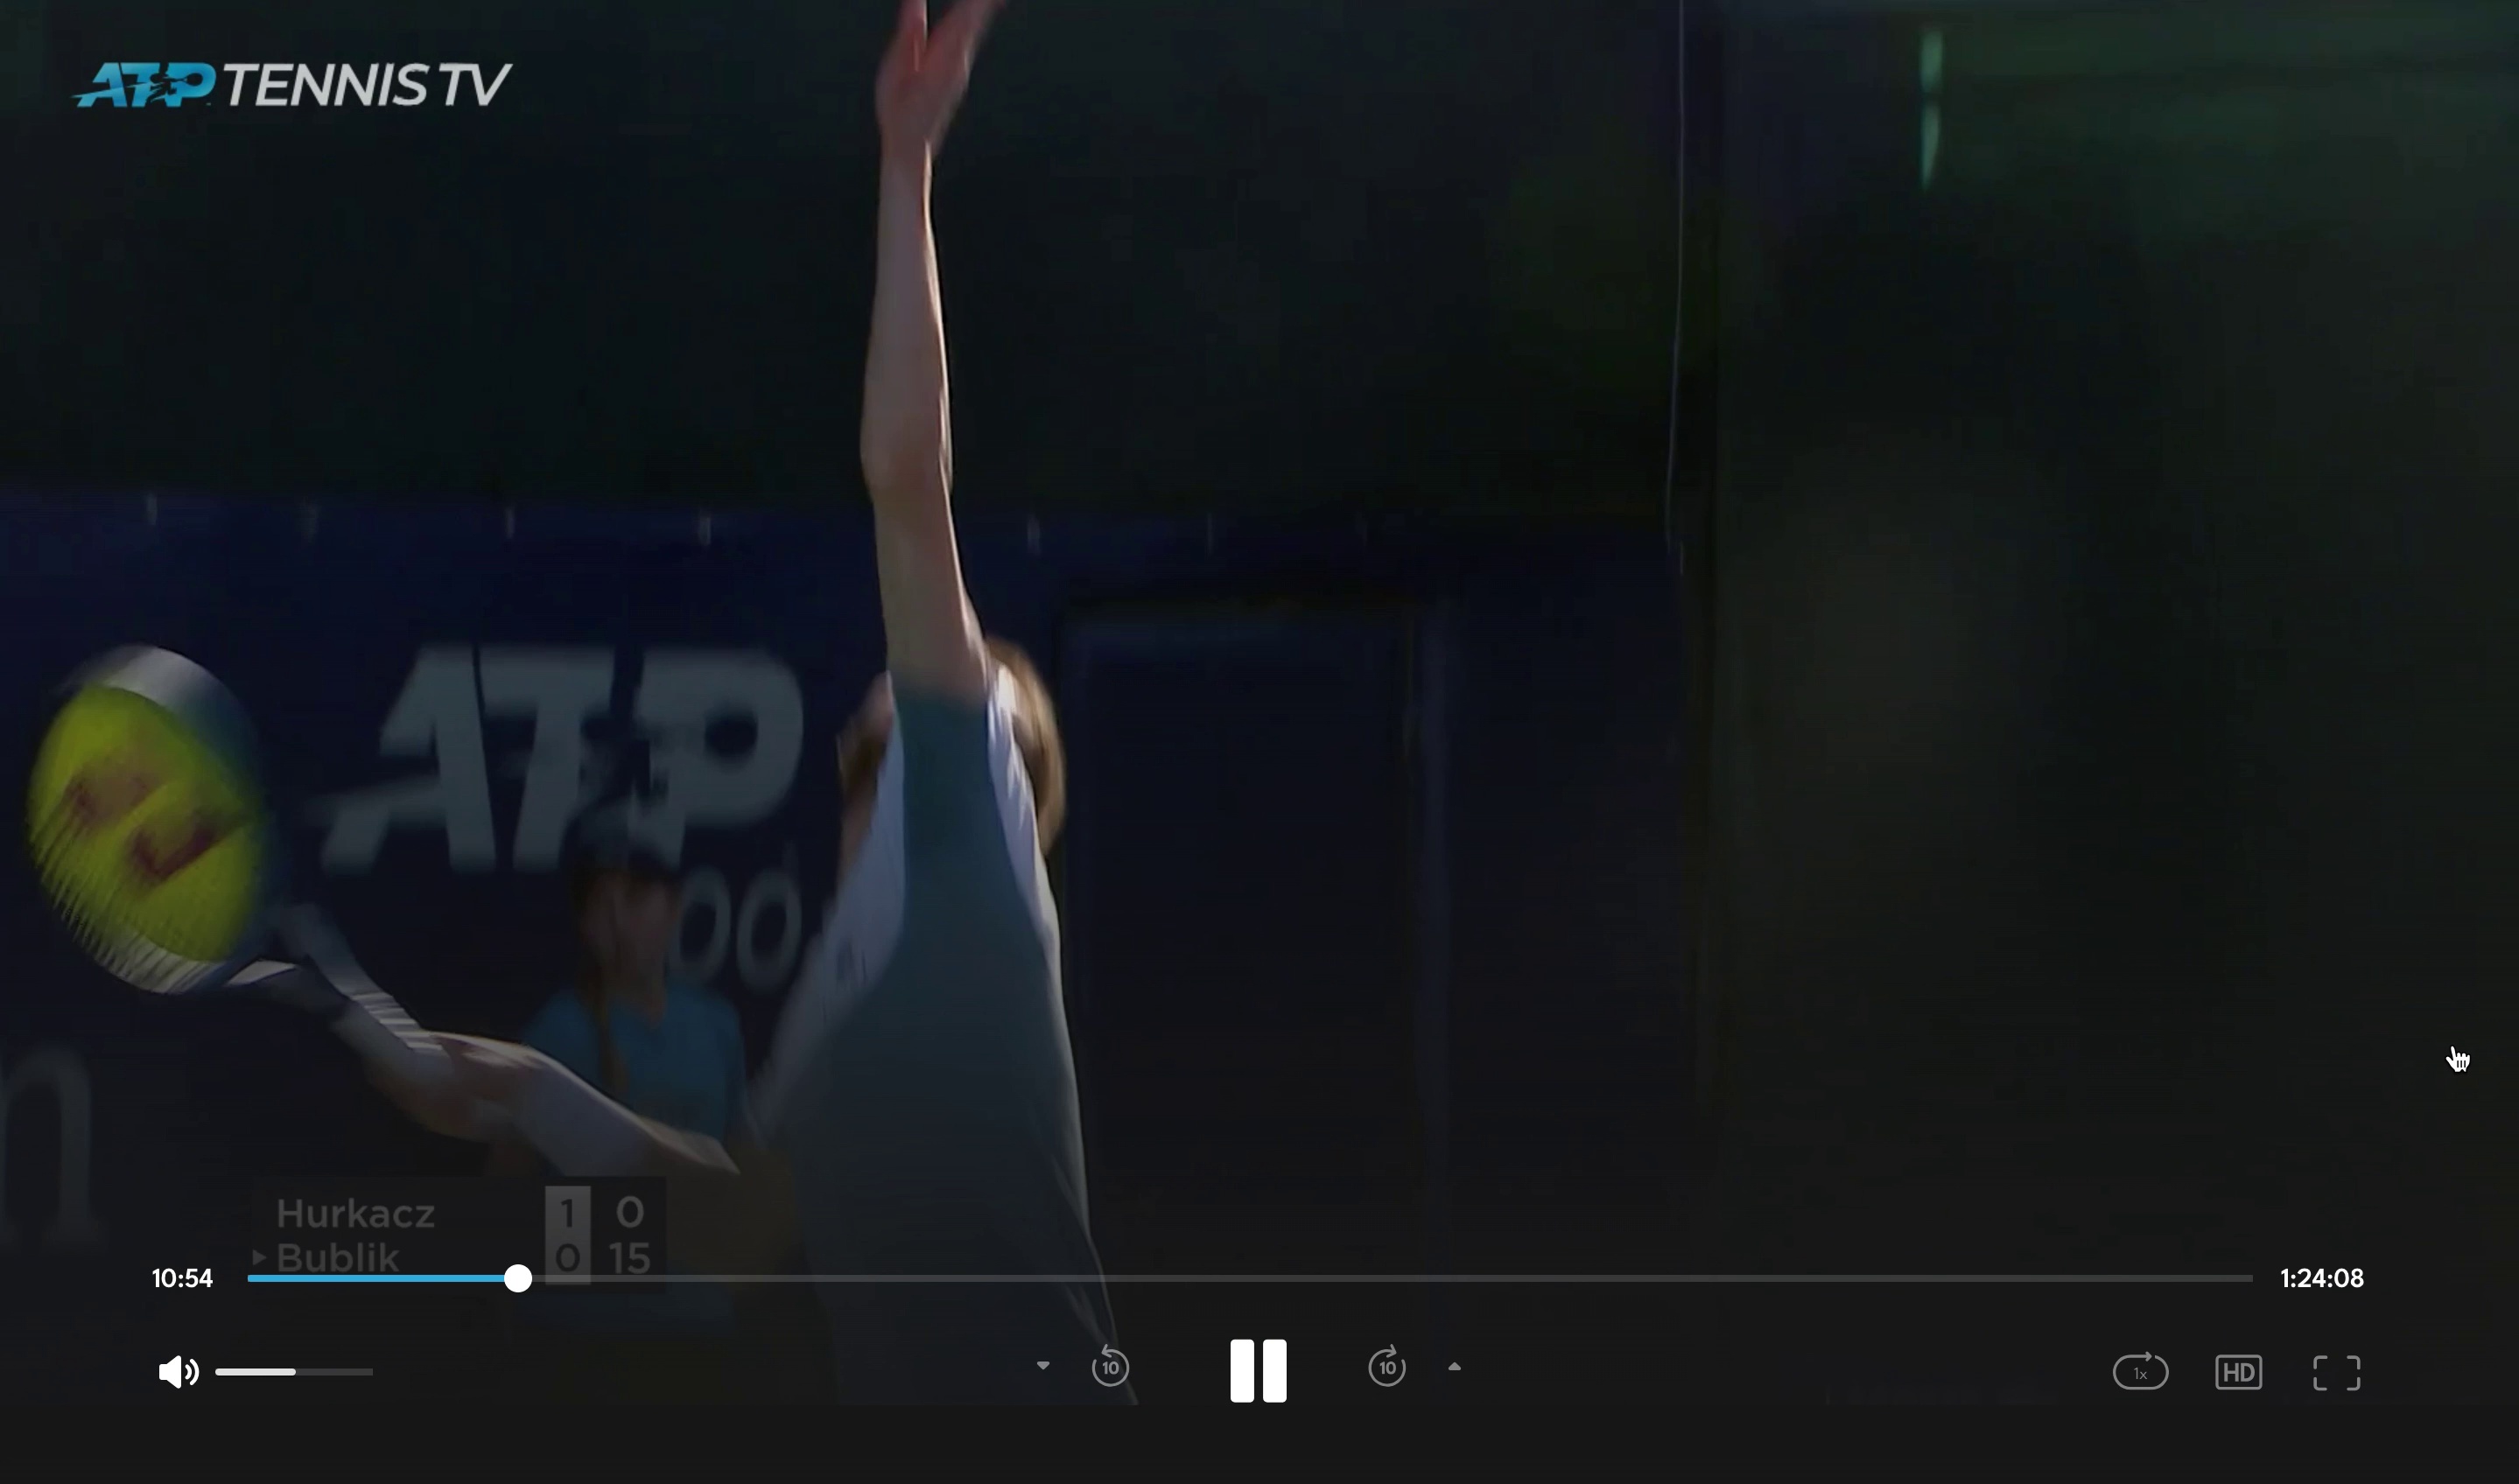 ATP TENNIS TV
ATP
00
n
Hurkacz 1 0
Bublik 0 15
10:54
1:24:08
10
10
1x
HD